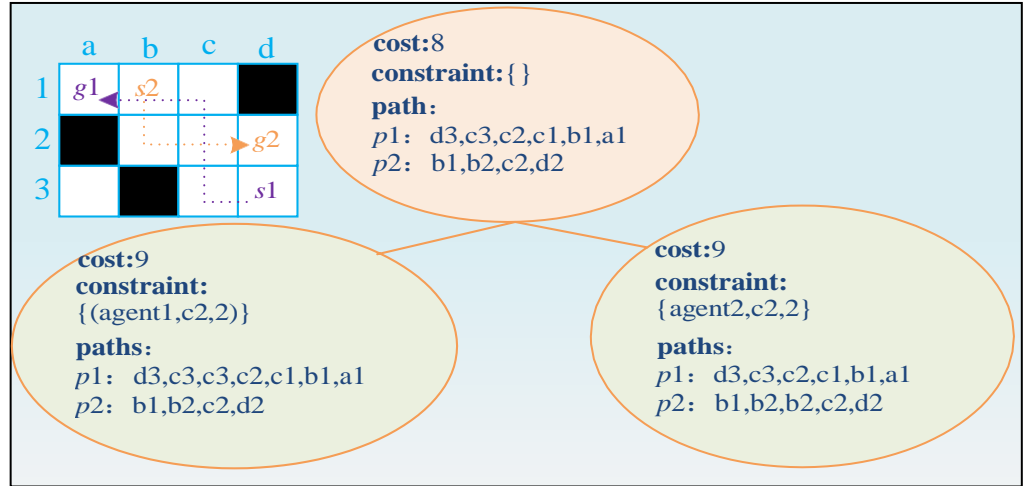 a b c d
1 g1 s2
2 g2
3 s1
cost:8
constraint:{}
path：
p1： d3,c3,c2,c1,b1,a1
p2： b1,b2,c2,d2
cost:9
constraint:
{(agent1,c2,2)}
paths：
p1： d3,c3,c3,c2,c1,b1,a1
p2： b1,b2,c2,d2
cost:9
constraint:
{agent2,c2,2}
paths：
p1： d3,c3,c2,c1,b1,a1
p2： b1,b2,b2,c2,d2